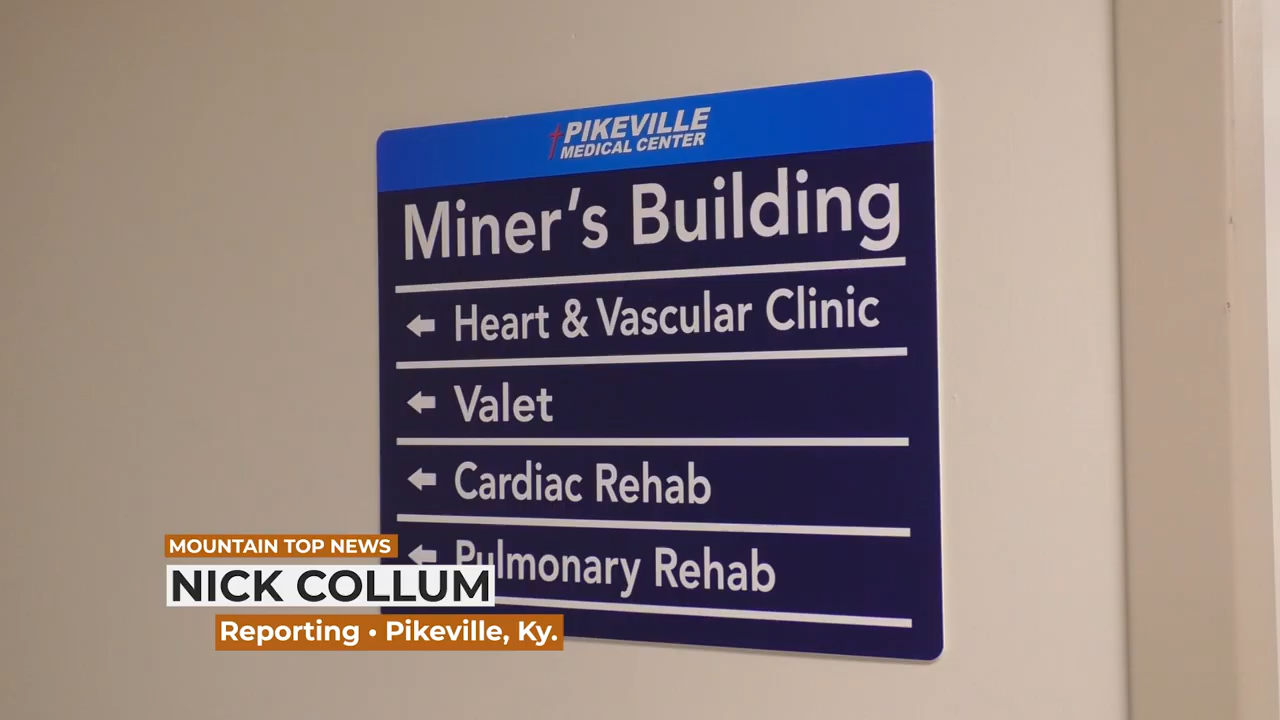 PIKEVILLE
MEDICAL CENTER
Miner's Building
Heart & Vascular Clinic
Valet
Cardiac Rehab
Pulmonary Rehab
MOUNTAIN TOP NEWS
NICK COLLUM
Reporting • Pikeville, Ky.